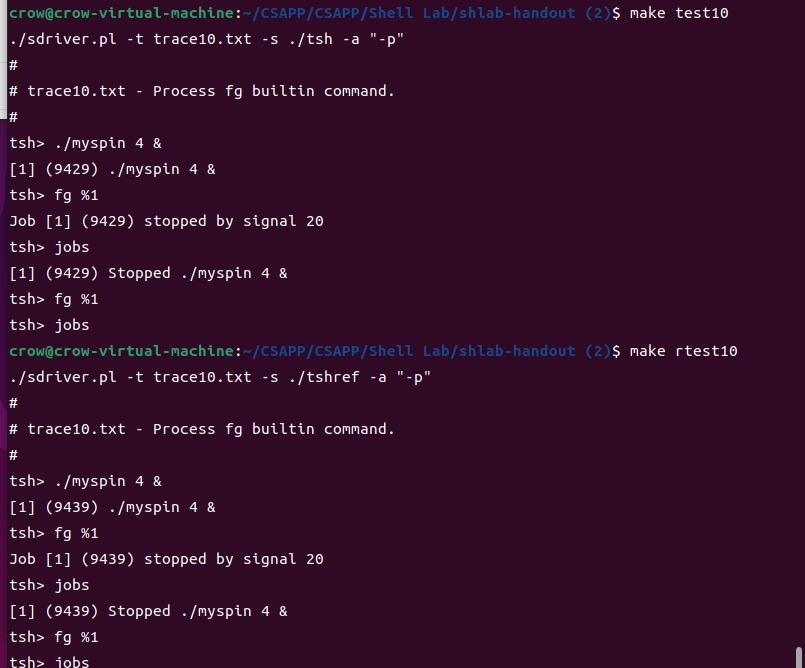 crow@crow-virtual-machine:~/CSAPP/CSAPP/Shell Lab/shlab-handout (2)$ make test10
./sdriver.pl -t trace10.txt -s ./tsh -a "-p"
#
# trace10.txt - Process fg builtin command.
#
tsh> ./myspin 4 &
[1] (9429) ./myspin 4 &
tsh> fg %1
Job [1] (9429) stopped by signal 20
tsh> jobs
[1] (9429) Stopped ./myspin 4 &
tsh> fg %1
tsh> jobs
crow@crow-virtual-machine:~/CSAPP/CSAPP/Shell Lab/shlab-handout (2)$ make rtest10
./sdriver.pl -t trace10.txt -s ./tshref -a "-p"
#
# trace10.txt - Process fg builtin command.
#
tsh> ./myspin 4 &
[1] (9439) ./myspin 4 &
tsh> fg %1
Job [1] (9439) stopped by signal 20
tsh> jobs
[1] (9439) Stopped ./myspin 4 &
tsh> fg %1
tsh> jobs